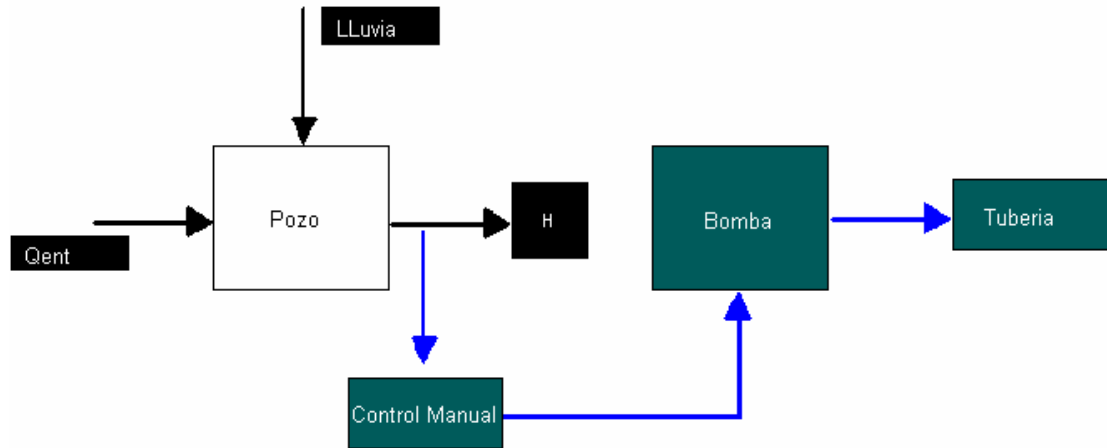 LLuvia
Pozo
H
Bomba
Tuberia
Qent
Control Manual